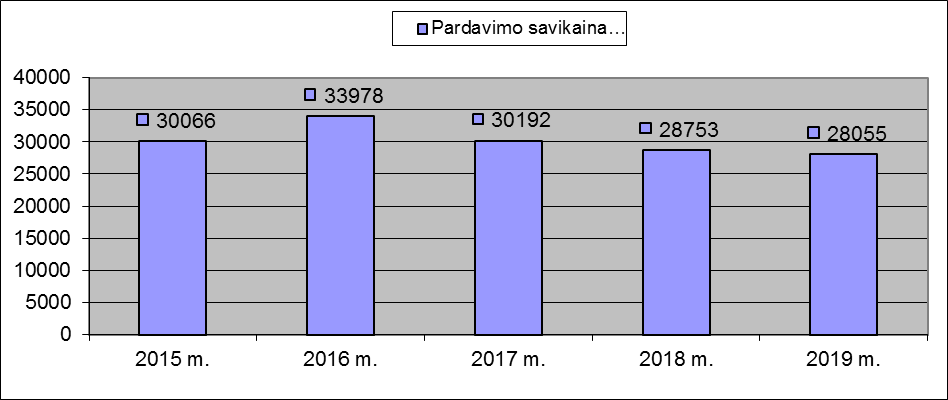 Pardavimo savikaina...
40000
35000
30000
25000
20000
15000
10000
5000
0
30066
33978
30192
28753
28055
2015 m.
2016 m.
2017 m.
2018 m.
2019 m.